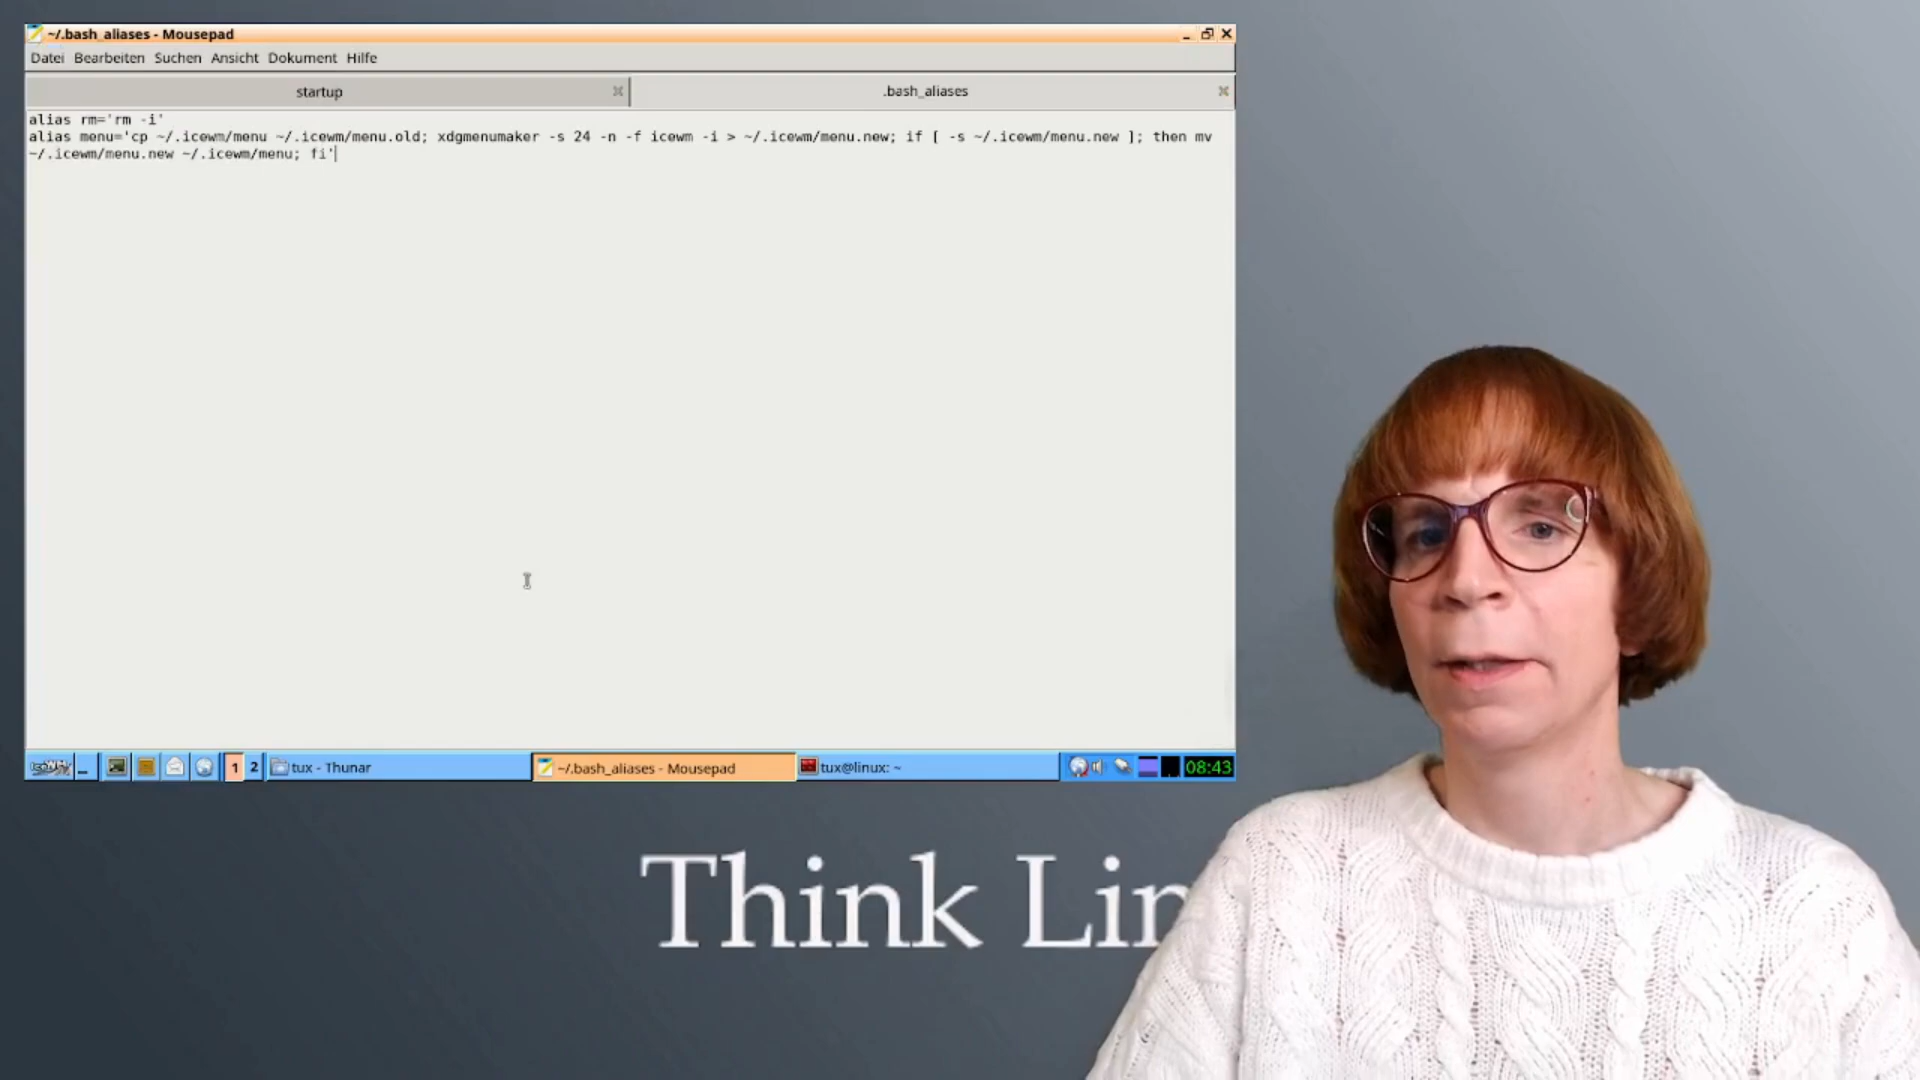 ~/.bash_aliases - Mousepad
Datei Bearbeiten Suchen Ansicht Dokument Hilfe
startup
.bash_aliases
alias rm='rm -i'
alias menu='cp ~/.icewm/menu ~/.icewm/menu.old; xdgmenumaker -s 24 -n -f icewm -i > ~/.icewm/menu.new; if [ -s ~/.icewm/menu.new ]; then mv
~/.icewm/menu.new ~/.icewm/menu; fi'
1 2 tux - Thunar ~/.bash_aliases - Mousepad tux@linux: ~ 08:43
Think Lin